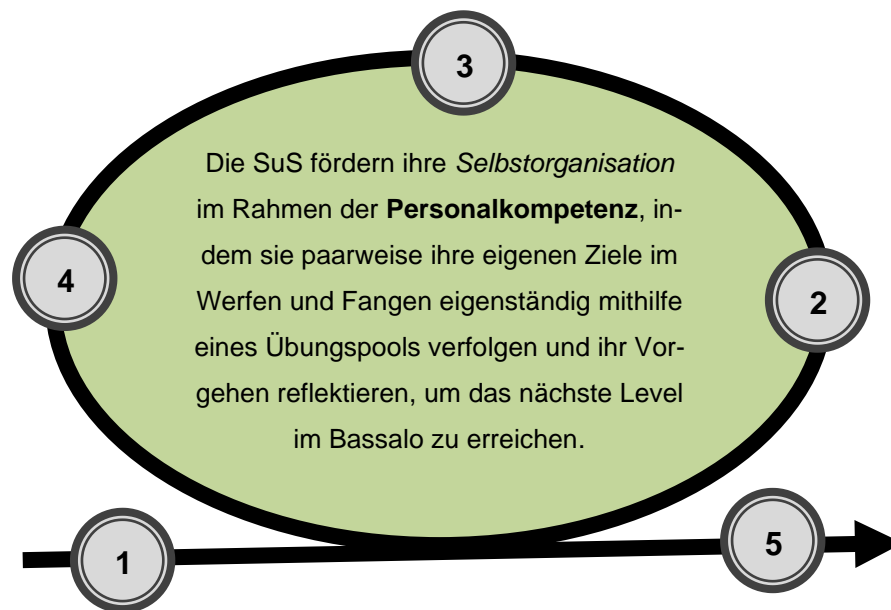 3
Die SuS fördern ihre Selbstorganisation
im Rahmen der Personalkompetenz, in-
dem sie paarweise ihre eigenen Ziele im
Werfen und Fangen eigenständig mithilfe
eines Übungspools verfolgen und ihr Vor-
gehen reflektieren, um das nächste Level
im Bassalo zu erreichen.
4
2
1
5